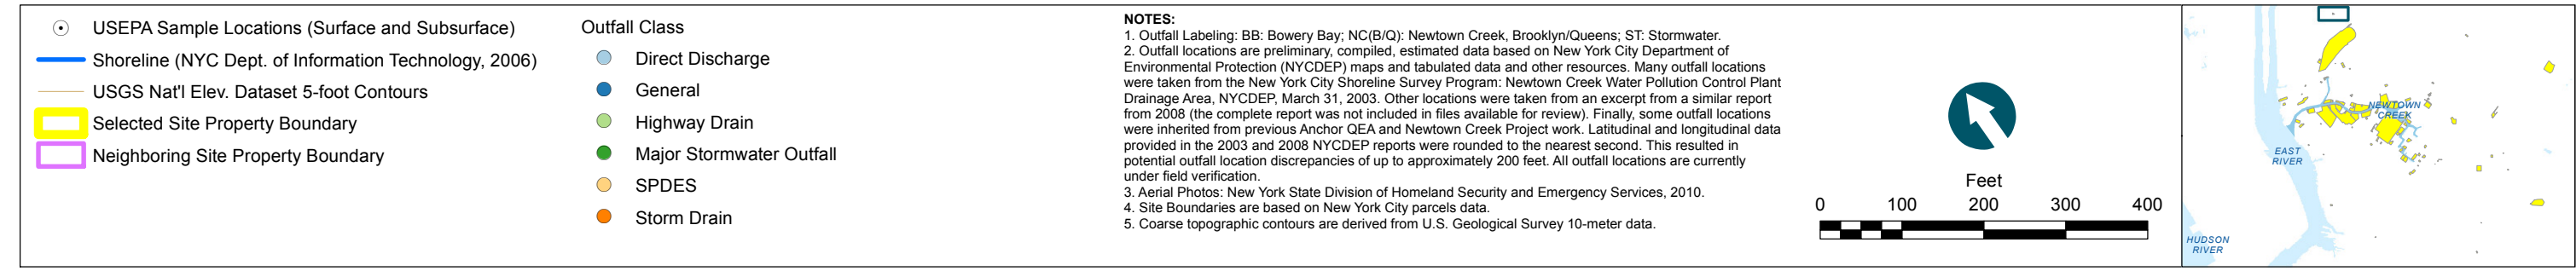 USEPA Sample Locations (Surface and Subsurface)
Shoreline (NYC Dept. of Information Technology, 2006)
USGS Nat'l Elev. Dataset 5-foot Contours
Selected Site Property Boundary
Neighboring Site Property Boundary
Outfall Class
Direct Discharge
General
Highway Drain
Major Stormwater Outfall
SPDES
Storm Drain
NOTES:
1. Outfall Labeling: BB: Bowery Bay; NC(B/Q): Newtown Creek, Brooklyn/Queens; ST: Stormwater.
2. Outfall locations are preliminary, compiled, estimated data based on New York City Department of
Environmental Protection (NYCDEP) maps and tabulated data and other resources. Many outfall locations
were taken from the New York City Shoreline Survey Program: Newtown Creek Water Pollution Control Plant
Drainage Area, NYCDEP, March 31, 2003. Other locations were taken from an excerpt from a similar report
from 2008 (the complete report was not included in files available for review). Finally, some outfall locations
were inherited from previous Anchor QEA and Newtown Creek Project work. Latitudinal and longitudinal data
provided in the 2003 and 2008 NYCDEP reports were rounded to the nearest second. This resulted in
potential outfall location discrepancies of up to approximately 200 feet. All outfall locations are currently
under field verification.
3. Aerial Photos: New York State Division of Homeland Security and Emergency Services, 2010.
4. Site Boundaries are based on New York City parcels data.
5. Coarse topographic contours are derived from U.S. Geological Survey 10-meter data.
Feet
0 100 200 300 400
NEWTOWN
CREEK
EAST
RIVER
HUDSON
RIVER